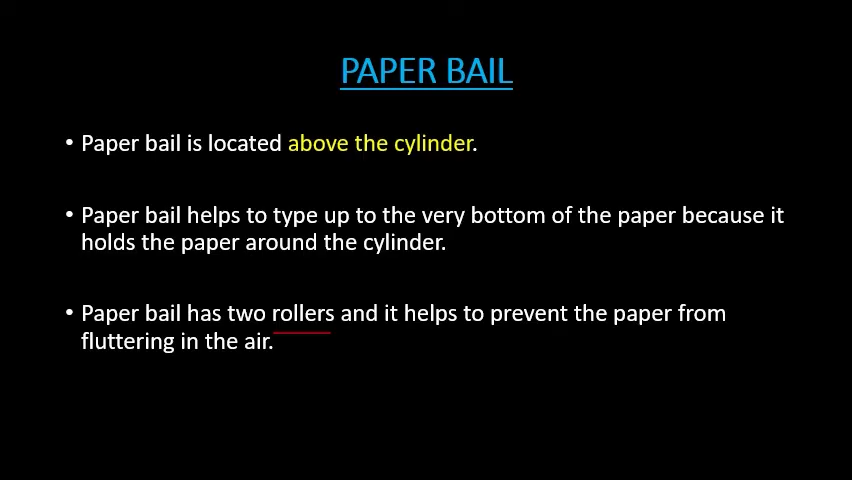 PAPER BAIL
• Paper bail is located above the cylinder.
• Paper bail helps to type up to the very bottom of the paper because it
holds the paper around the cylinder.
• Paper bail has two rollers and it helps to prevent the paper from
fluttering in the air.